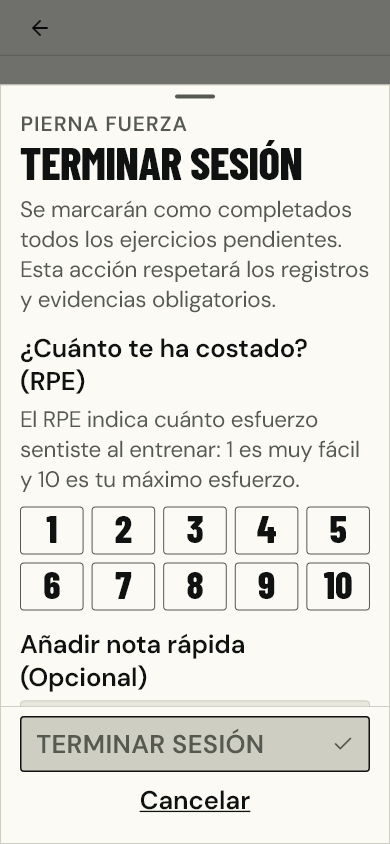 PIERNA FUERZA
TERMINAR SESIÓN
Se marcarán como completados
todos los ejercicios pendientes.
Esta acción respetará los registros
y evidencias obligatorios.
¿Cuánto te ha costado?
(RPE)
El RPE indica cuánto esfuerzo
sentiste al entrenar: 1 es muy fácil
y 10 es tu máximo esfuerzo.
1 2 3 4 5
6 7 8 9 10
Añadir nota rápida
(Opcional)
TERMINAR SESIÓN
Cancelar